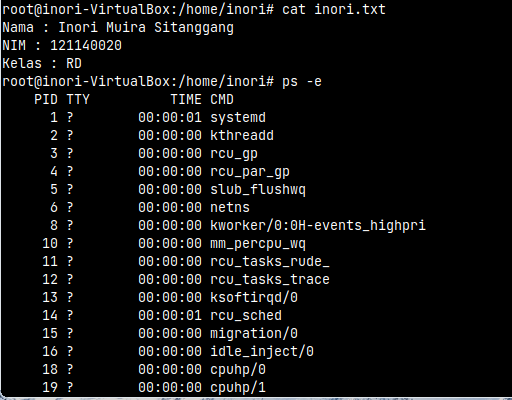 root@inori-VirtualBox:/home/inori# cat inori.txt
Nama : Inori Muira Sitanggang
NIM : 121140020
Kelas : RD
root@inori-VirtualBox:/home/inori# ps -e
    PID TTY          TIME CMD
      1 ?        00:00:01 systemd
      2 ?        00:00:00 kthreadd
      3 ?        00:00:00 rcu_gp
      4 ?        00:00:00 rcu_par_gp
      5 ?        00:00:00 slub_flushwq
      6 ?        00:00:00 netns
      8 ?        00:00:00 kworker/0:0H-events_highpri
     10 ?        00:00:00 mm_percpu_wq
     11 ?        00:00:00 rcu_tasks_rude_
     12 ?        00:00:00 rcu_tasks_trace
     13 ?        00:00:00 ksoftirqd/0
     14 ?        00:00:01 rcu_sched
     15 ?        00:00:00 migration/0
     16 ?        00:00:00 idle_inject/0
     18 ?        00:00:00 cpuhp/0
     19 ?        00:00:00 cpuhp/1